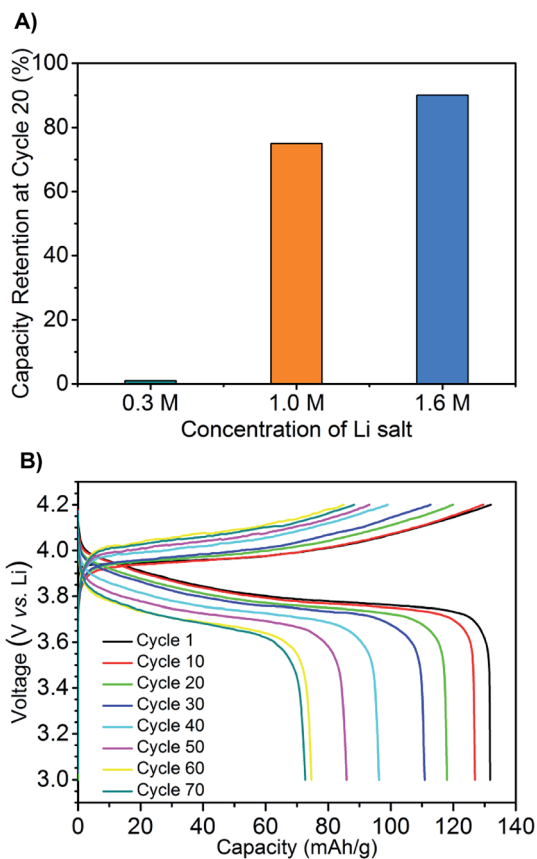 A)
Capacity Retention at Cycle 20 (%)
100
80
60
40
20
0
0.3 M 1.0 M 1.6 M
Concentration of Li salt
B)
Voltage (V vs. Li)
4.2
4.0
3.8
3.6
3.4
3.2
3.0
Cycle 1
Cycle 10
Cycle 20
Cycle 30
Cycle 40
Cycle 50
Cycle 60
Cycle 70
0 20 40 60 80 100 120 140
Capacity (mAh/g)